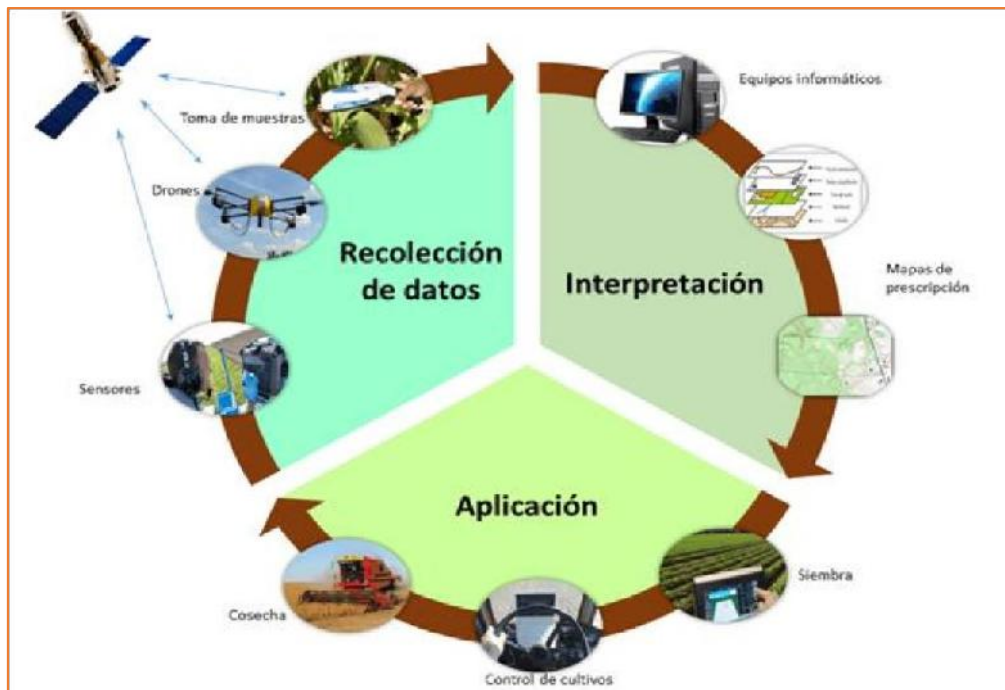 Equipos informáticos
Toma de muestras
Drones
Recolección
de datos
Interpretación
Mapas de
prescripción
Sensores
Aplicación
Siembra
Cosecha
Control de cultivos